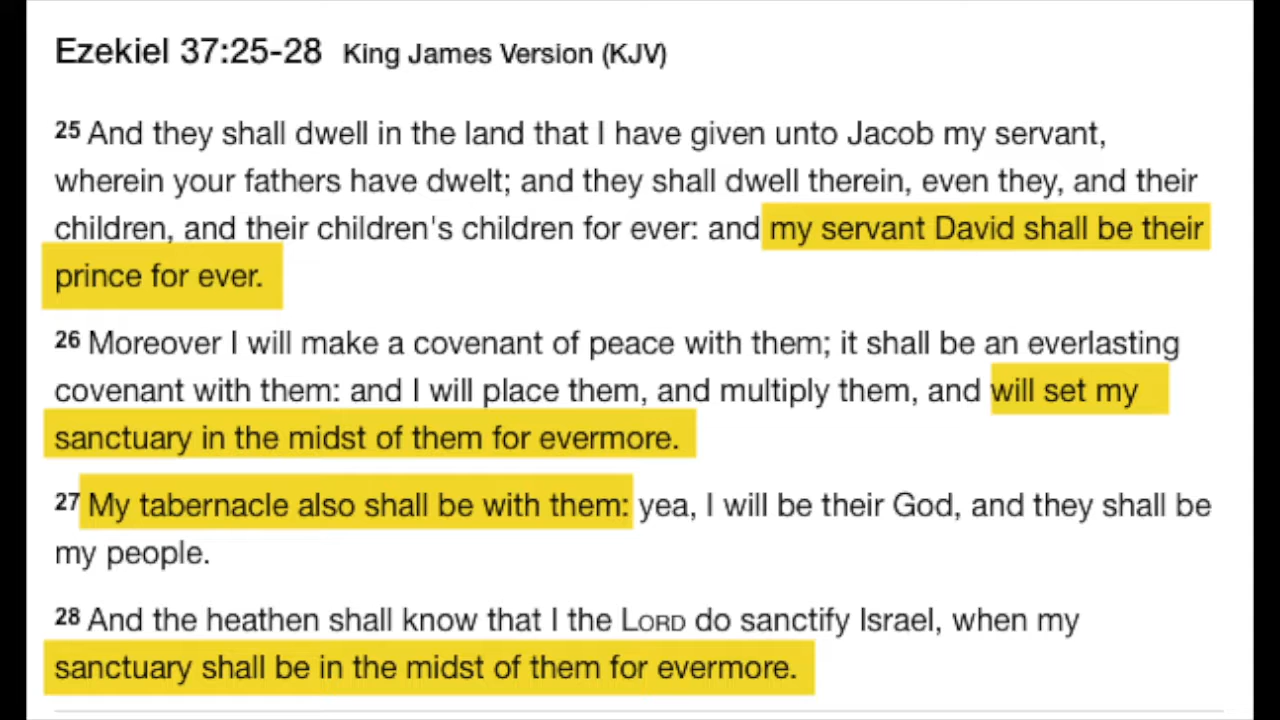 Ezekiel 37:25-28 King James Version (KJV)
25 And they shall dwell in the land that I have given unto Jacob my servant,
wherein your fathers have dwelt; and they shall dwell therein, even they, and their
children, and their children's children for ever: and my servant David shall be their
prince for ever.
26 Moreover I will make a covenant of peace with them; it shall be an everlasting
covenant with them: and I will place them, and multiply them, and will set my
sanctuary in the midst of them for evermore.
27 My tabernacle also shall be with them: yea, I will be their God, and they shall be
my people.
28 And the heathen shall know that I the LORD do sanctify Israel, when my
sanctuary shall be in the midst of them for evermore.